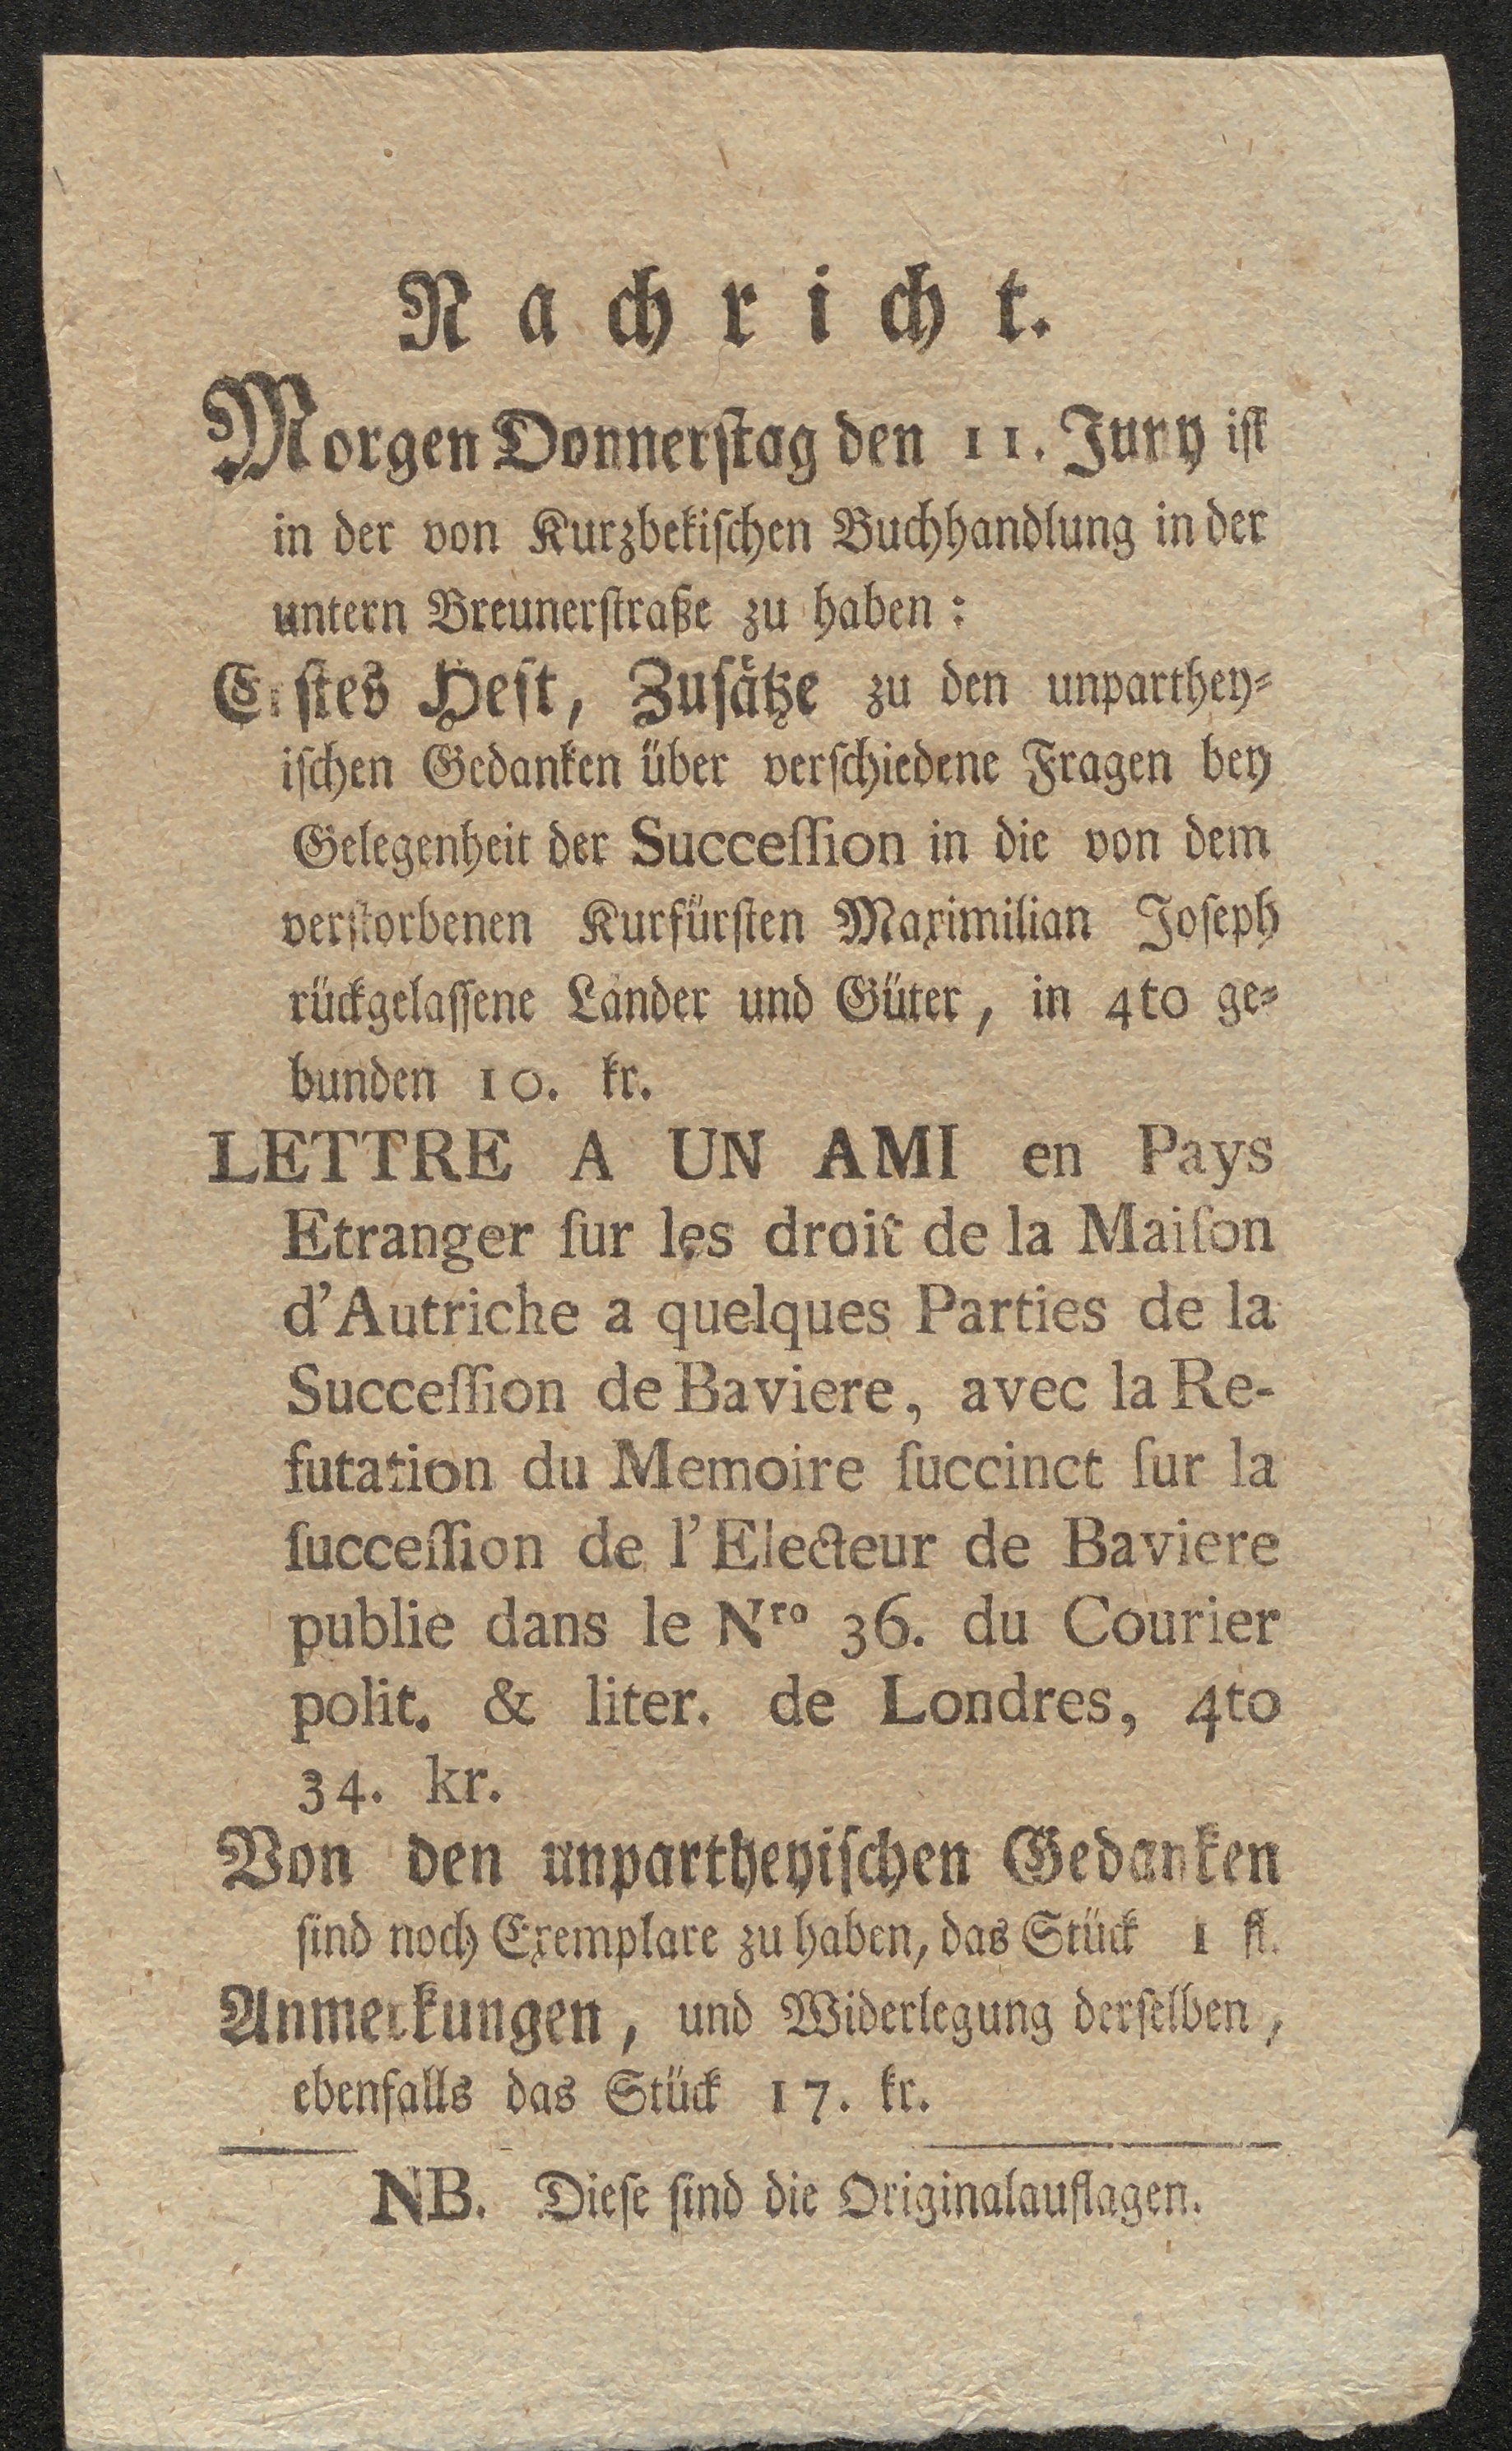 Nachricht.
Morgen Donnerstag den 11. Juny ist
in der von Kurzbekischen Buchhandlung in der
untern Breunerstraße zu haben:
Erstes Heft, Zusätze zu den unparthey-
ischen Gedanken über verschiedene Fragen bey
Gelegenheit der Succeſſion in die von dem
verstorbenen Kurfürsten Maximilian Joseph
rückgelassene Länder und Güter, in 4to ge-
bunden 10. kr.
LETTRE A UN AMI en Pays
Etranger ſur les droit de la Maiſon
d'Autriche a quelques Parties de la
Succeſſion de Baviere, avec la Re-
futation du Memoire ſuccinct ſur la
ſucceſſion de l'Electeur de Baviere
publie dans le Nro 36. du Courier
polit. & liter. de Londres, 4to
34. kr.
Von den unpartheyischen Gedanken
sind noch Exemplare zu haben, das Stück 1 fl.
Anmerkungen, und Widerlegung derselben,
ebenfalls das Stück 17. kr.
NB. Diese sind die Originalauflagen.